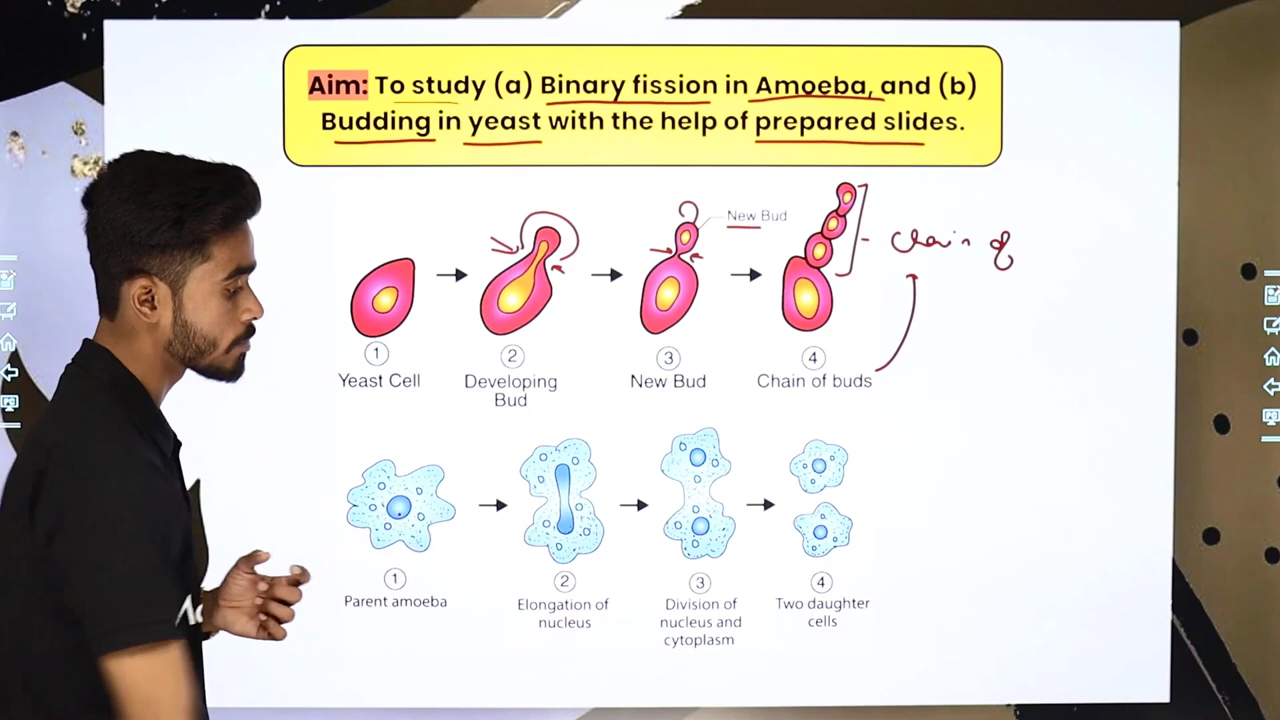 Aim: To study (a) Binary fission in Amoeba, and (b)
Budding in yeast with the help of prepared slides.
New Bud
chain of
1
2
3
4
Yeast Cell
Developing
Bud
New Bud
Chain of buds
1
2
3
4
Parent amoeba
Elongation of
nucleus
Division of
nucleus and
cytoplasm
Two daughter
cells